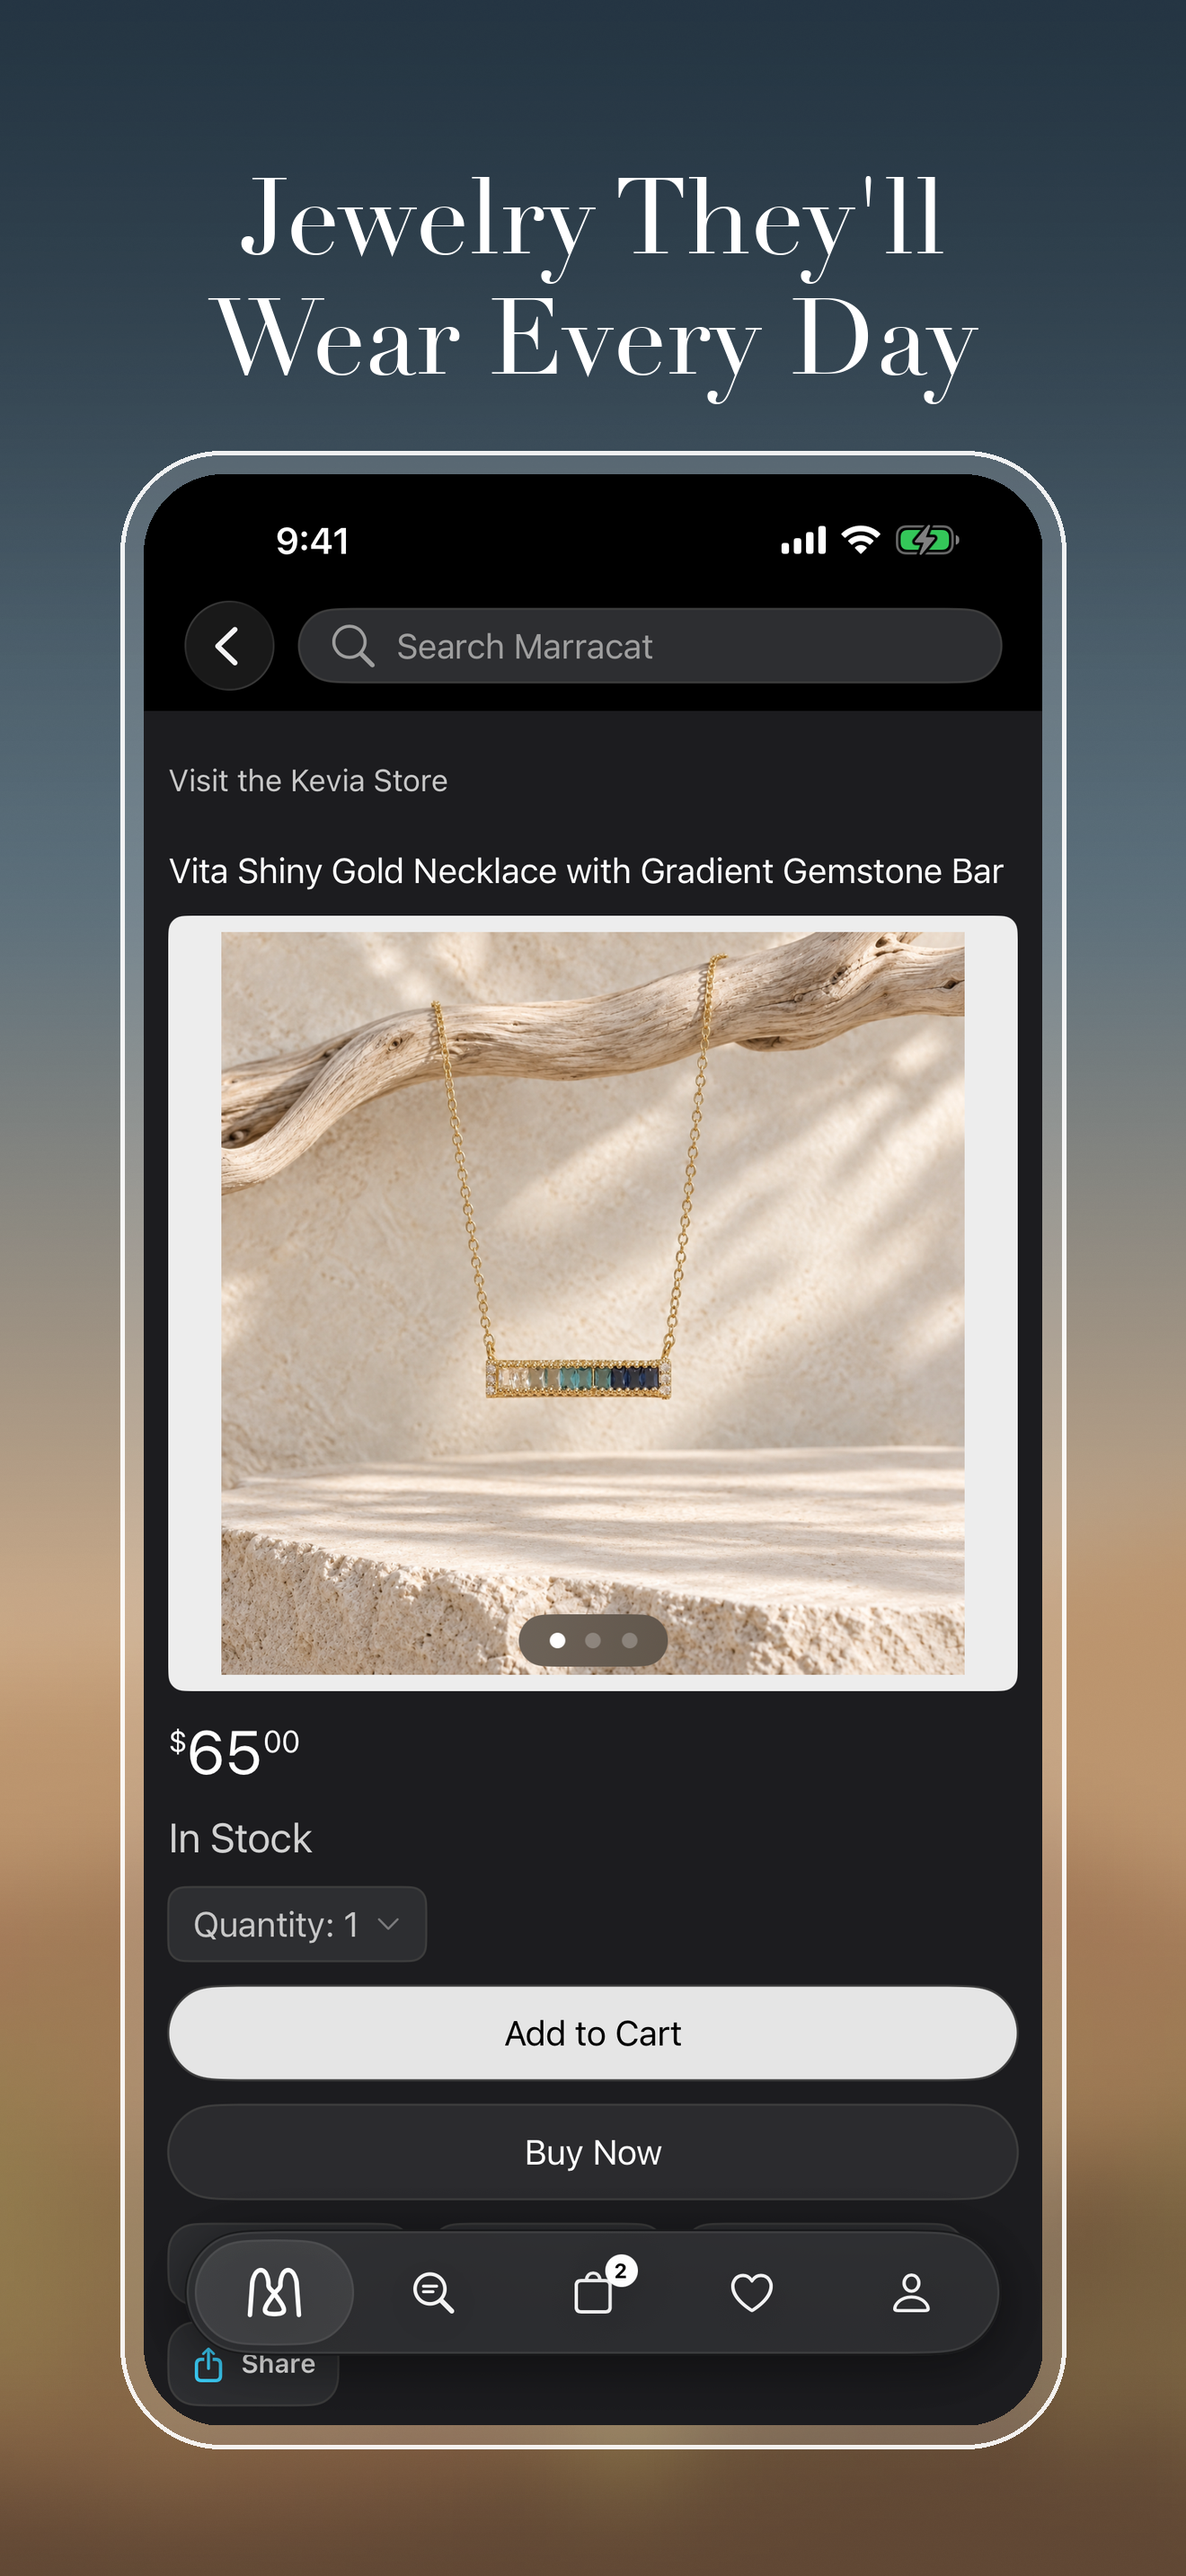 Jewelry They'll
Wear Every Day
9:41
Search Marracat
Visit the Kevia Store
Vita Shiny Gold Necklace with Gradient Gemstone Bar
$6500
In Stock
Quantity: 1
Add to Cart
Buy Now
2
Share